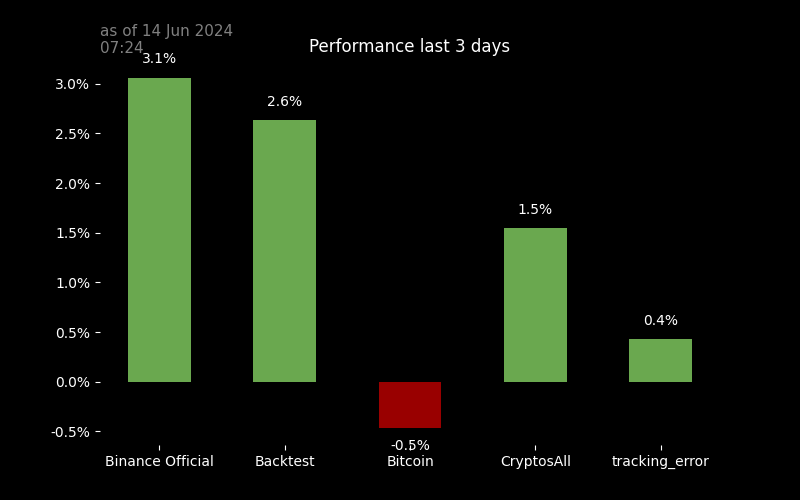 as of 14 Jun 2024
07:24
Performance last 3 days
3.1%
3.0%
2.6%
2.5%
2.0%
1.5%
1.5%
1.0%
0.5%
0.4%
0.0%
-0.5%
-0.5%
Binance Official
Backtest
Bitcoin
CryptosAll
tracking_error